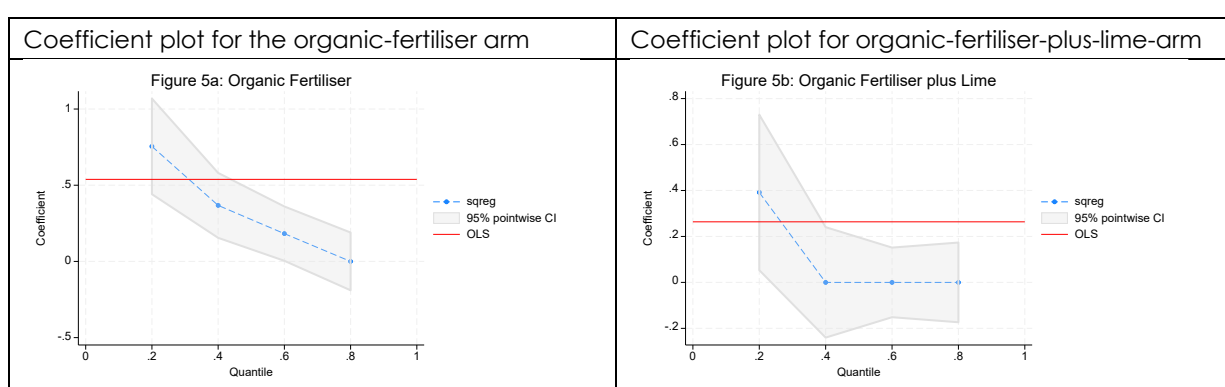 Coefficient plot for the organic-fertiliser arm
Coefficient plot for organic-fertiliser-plus-lime-arm
Figure 5a: Organic Fertiliser
1
.5
0
-.5
Coefficient
0
.2
.4
.6
.8
1
Quantile
sqreg
95% pointwise CI
OLS
Figure 5b: Organic Fertiliser plus Lime
.8
.6
.4
.2
0
-.2
Coefficient
0
.2
.4
.6
.8
1
Quantile
sqreg
95% pointwise CI
OLS